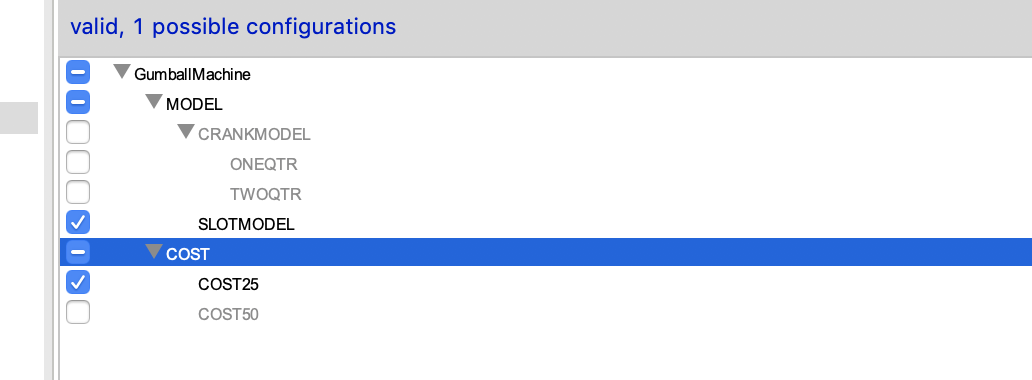 valid, 1 possible configurations
GumballMachine
MODEL
CRANKMODEL
ONEQTR
TWOQTR
SLOTMODEL
COST
COST25
COST50